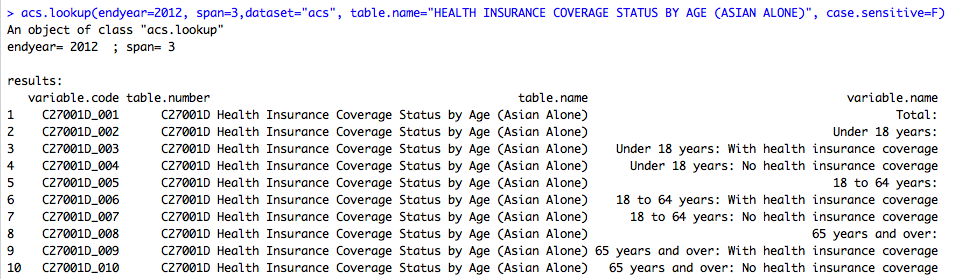 > acs.lookup(endyear=2012, span=3,dataset="acs", table.name="HEALTH INSURANCE COVERAGE STATUS BY AGE (ASIAN ALONE)", case.sensitive=F)
An object of class "acs.lookup"
endyear= 2012  ; span= 3

results:
   variable.code table.number                                        table.name                                    variable.name
1     C27001D_001      C27001D Health Insurance Coverage Status by Age (Asian Alone)                                           Total:
2     C27001D_002      C27001D Health Insurance Coverage Status by Age (Asian Alone)                                  Under 18 years:
3     C27001D_003      C27001D Health Insurance Coverage Status by Age (Asian Alone)   Under 18 years: With health insurance coverage
4     C27001D_004      C27001D Health Insurance Coverage Status by Age (Asian Alone)     Under 18 years: No health insurance coverage
5     C27001D_005      C27001D Health Insurance Coverage Status by Age (Asian Alone)                                   18 to 64 years:
6     C27001D_006      C27001D Health Insurance Coverage Status by Age (Asian Alone)   18 to 64 years: With health insurance coverage
7     C27001D_007      C27001D Health Insurance Coverage Status by Age (Asian Alone)     18 to 64 years: No health insurance coverage
8     C27001D_008      C27001D Health Insurance Coverage Status by Age (Asian Alone)                               65 years and over:
9     C27001D_009      C27001D Health Insurance Coverage Status by Age (Asian Alone) 65 years and over: With health insurance coverage
10    C27001D_010      C27001D Health Insurance Coverage Status by Age (Asian Alone)   65 years and over: No health insurance coverage